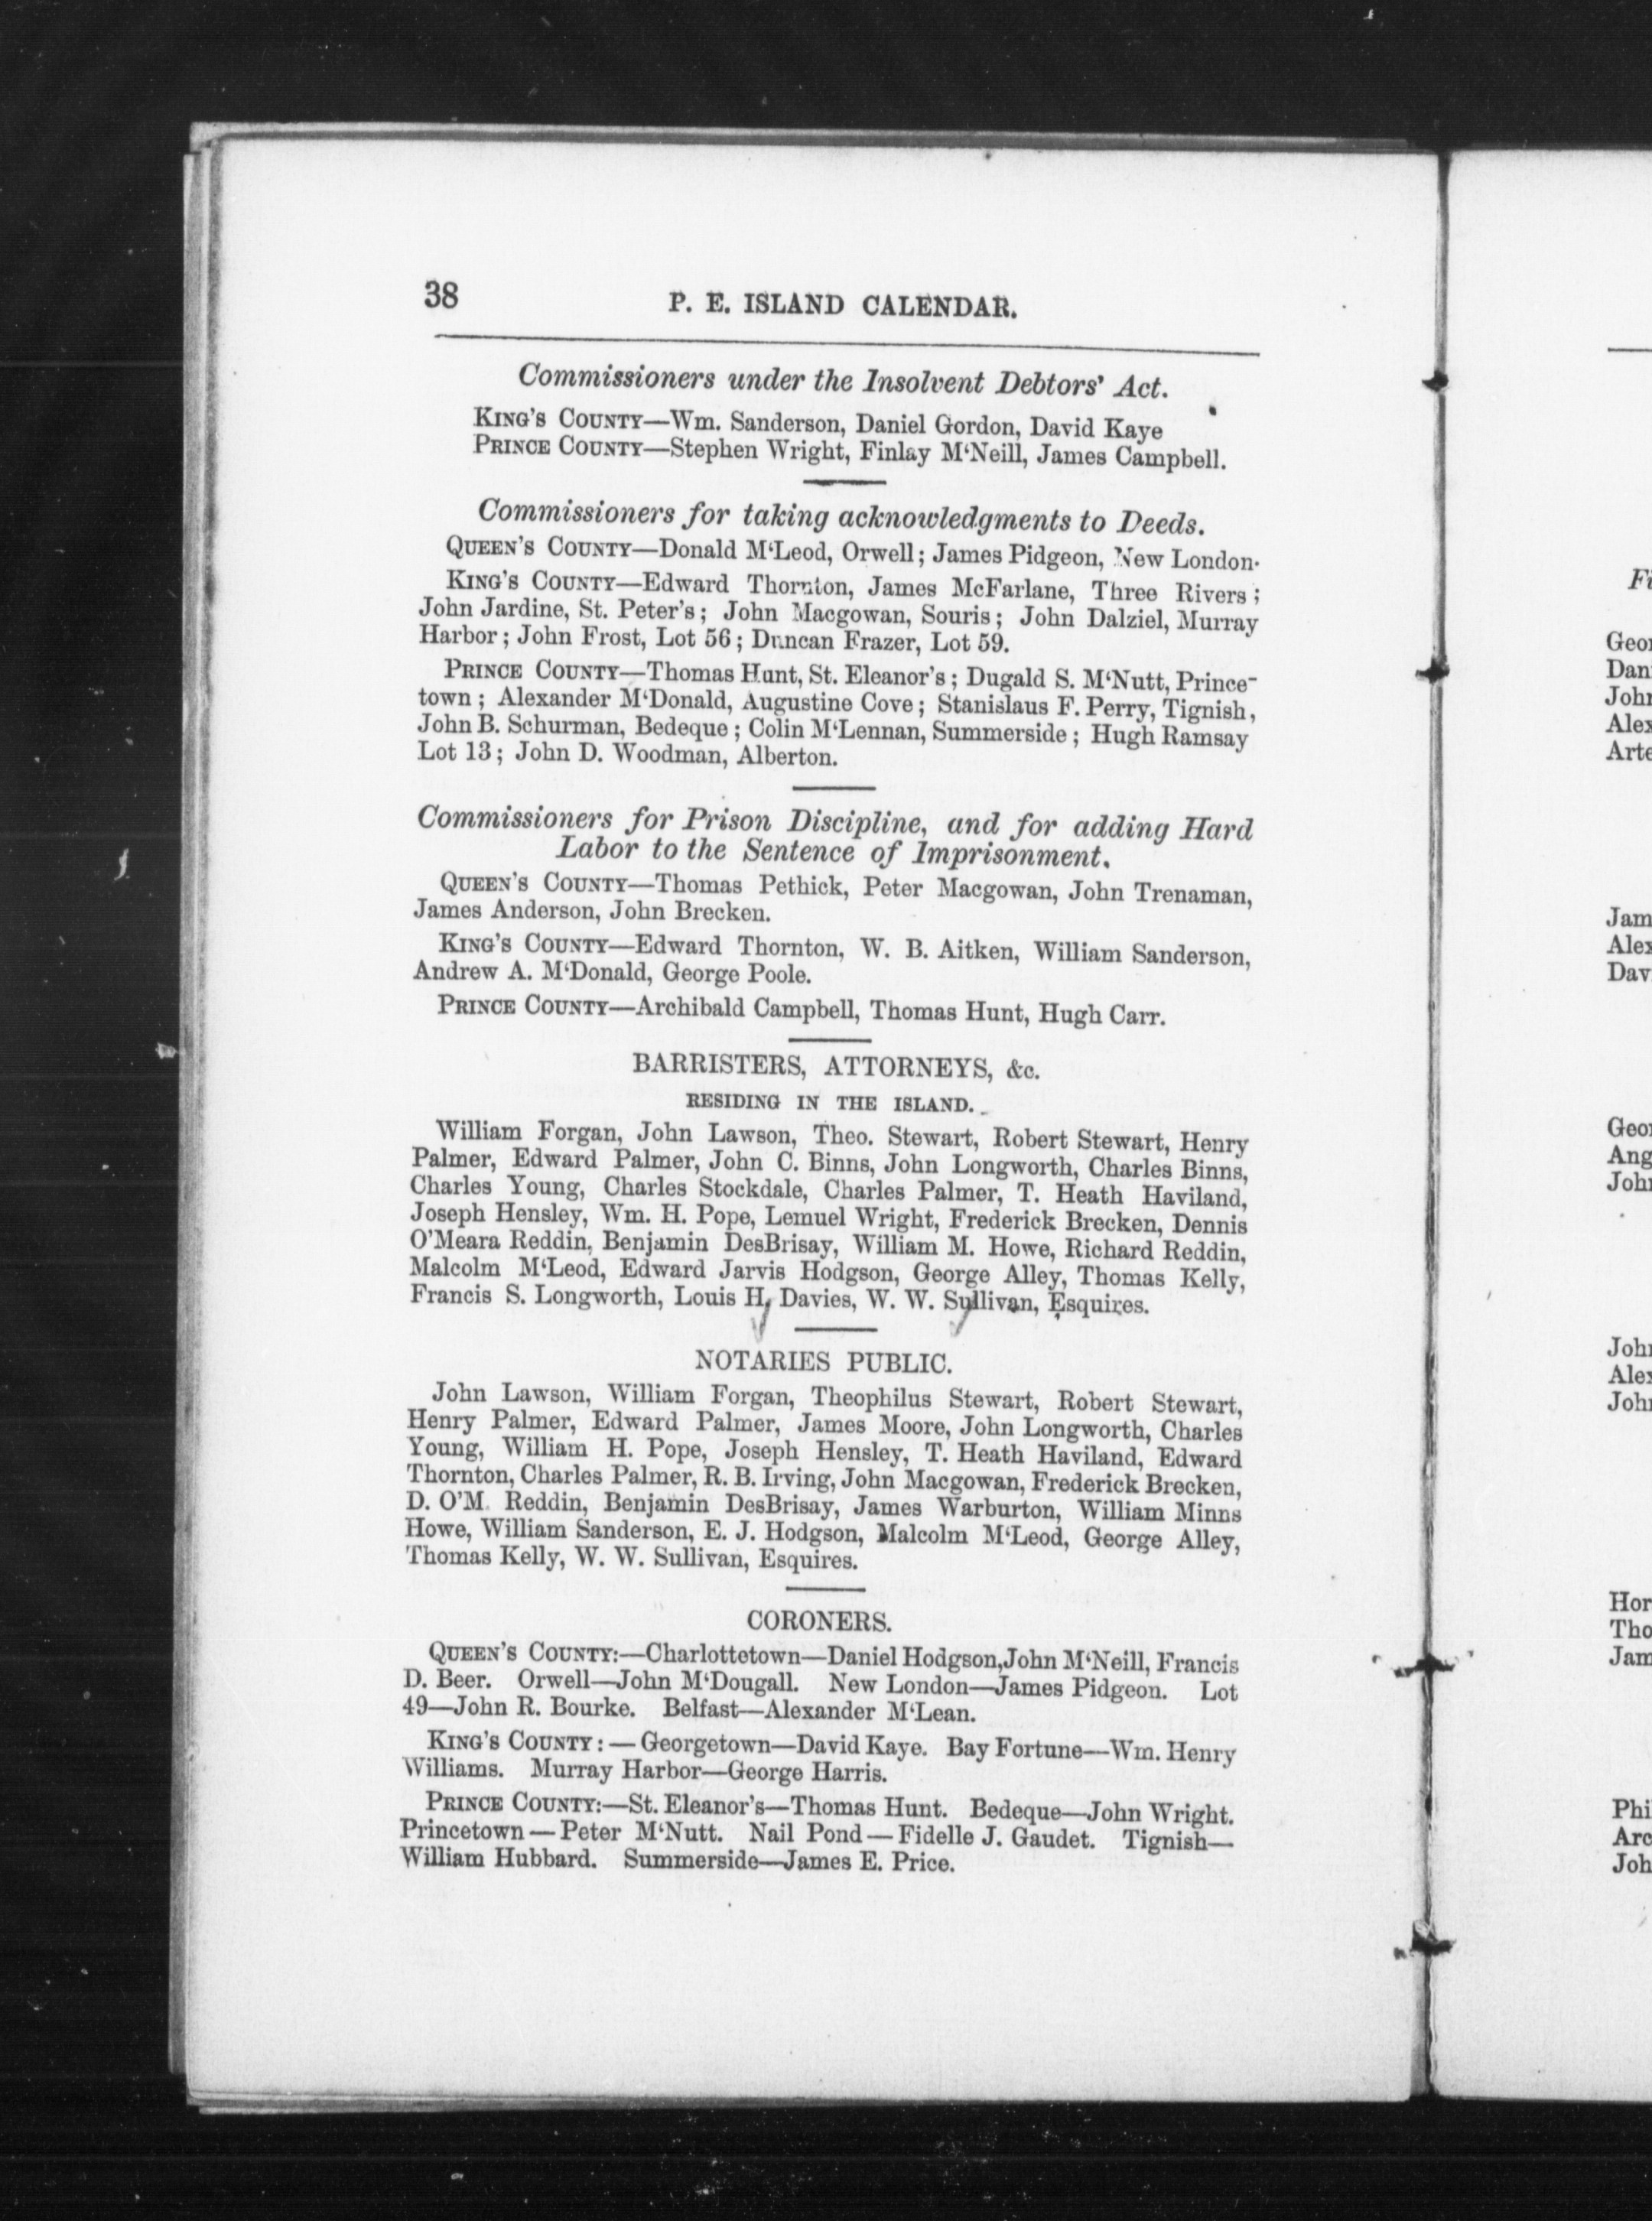 38
P. E. ISLAND CALENDAR.
Commissioners under the Insolvent Debtors' Act.
KING'S COUNTY—Wm. Sanderson, Daniel Gordon, David Kaye
PRINCE COUNTY—Stephen Wright, Finlay M‘Neill, James Campbell.
Commissioners for taking acknowledgments to Deeds.
QUEEN'S COUNTY—Donald M‘Leod, Orwell; James Pidgeon, New London.
KING'S COUNTY—Edward Thornton, James McFarlane, Three Rivers;
John Jardine, St. Peter's; John Macgowan, Souris; John Dalziel, Murray
Harbor; John Frost, Lot 56; Duncan Frazer, Lot 59.
PRINCE COUNTY—Thomas Hunt, St. Eleanor's; Dugald S. M‘Nutt, Prince-
town; Alexander M‘Donald, Augustine Cove; Stanislaus F. Perry, Tignish,
John B. Schurman, Bedeque; Colin M‘Lennan, Summerside; Hugh Ramsay
Lot 13; John D. Woodman, Alberton.
Commissioners for Prison Discipline, and for adding Hard
Labor to the Sentence of Imprisonment.
QUEEN'S COUNTY—Thomas Pethick, Peter Macgowan, John Trenaman,
James Anderson, John Brecken.
KING'S COUNTY—Edward Thornton, W. B. Aitken, William Sanderson,
Andrew A. M‘Donald, George Poole.
PRINCE COUNTY—Archibald Campbell, Thomas Hunt, Hugh Carr.
BARRISTERS, ATTORNEYS, &c.
RESIDING IN THE ISLAND.
William Forgan, John Lawson, Theo. Stewart, Robert Stewart, Henry
Palmer, Edward Palmer, John C. Binns, John Longworth, Charles Binns,
Charles Young, Charles Stockdale, Charles Palmer, T. Heath Haviland,
Joseph Hensley, Wm. H. Pope, Lemuel Wright, Frederick Brecken, Dennis
O'Meara Reddin, Benjamin DesBrisay, William M. Howe, Richard Reddin,
Malcolm M‘Leod, Edward Jarvis Hodgson, George Alley, Thomas Kelly,
Francis S. Longworth, Louis H. Davies, W. W. Sullivan, Esquires.
NOTARIES PUBLIC.
John Lawson, William Forgan, Theophilus Stewart, Robert Stewart,
Henry Palmer, Edward Palmer, James Moore, John Longworth, Charles
Young, William H. Pope, Joseph Hensley, T. Heath Haviland, Edward
Thornton, Charles Palmer, R. B. Irving, John Macgowan, Frederick Brecken,
D. O'M. Reddin, Benjamin DesBrisay, James Warburton, William Minns
Howe, William Sanderson, E. J. Hodgson, Malcolm M‘Leod, George Alley,
Thomas Kelly, W. W. Sullivan, Esquires.
CORONERS.
QUEEN'S COUNTY:—Charlottetown—Daniel Hodgson, John M‘Neill, Francis
D. Beer. Orwell—John M‘Dougall. New London—James Pidgeon. Lot
49—John R. Bourke. Belfast—Alexander M‘Lean.
KING'S COUNTY:—Georgetown—David Kaye. Bay Fortune—Wm. Henry
Williams. Murray Harbor—George Harris.
PRINCE COUNTY:—St. Eleanor's—Thomas Hunt. Bedeque—John Wright.
Princetown—Peter M‘Nutt. Nail Pond—Fidelle J. Gaudet. Tignish—
William Hubbard. Summerside—James E. Price.